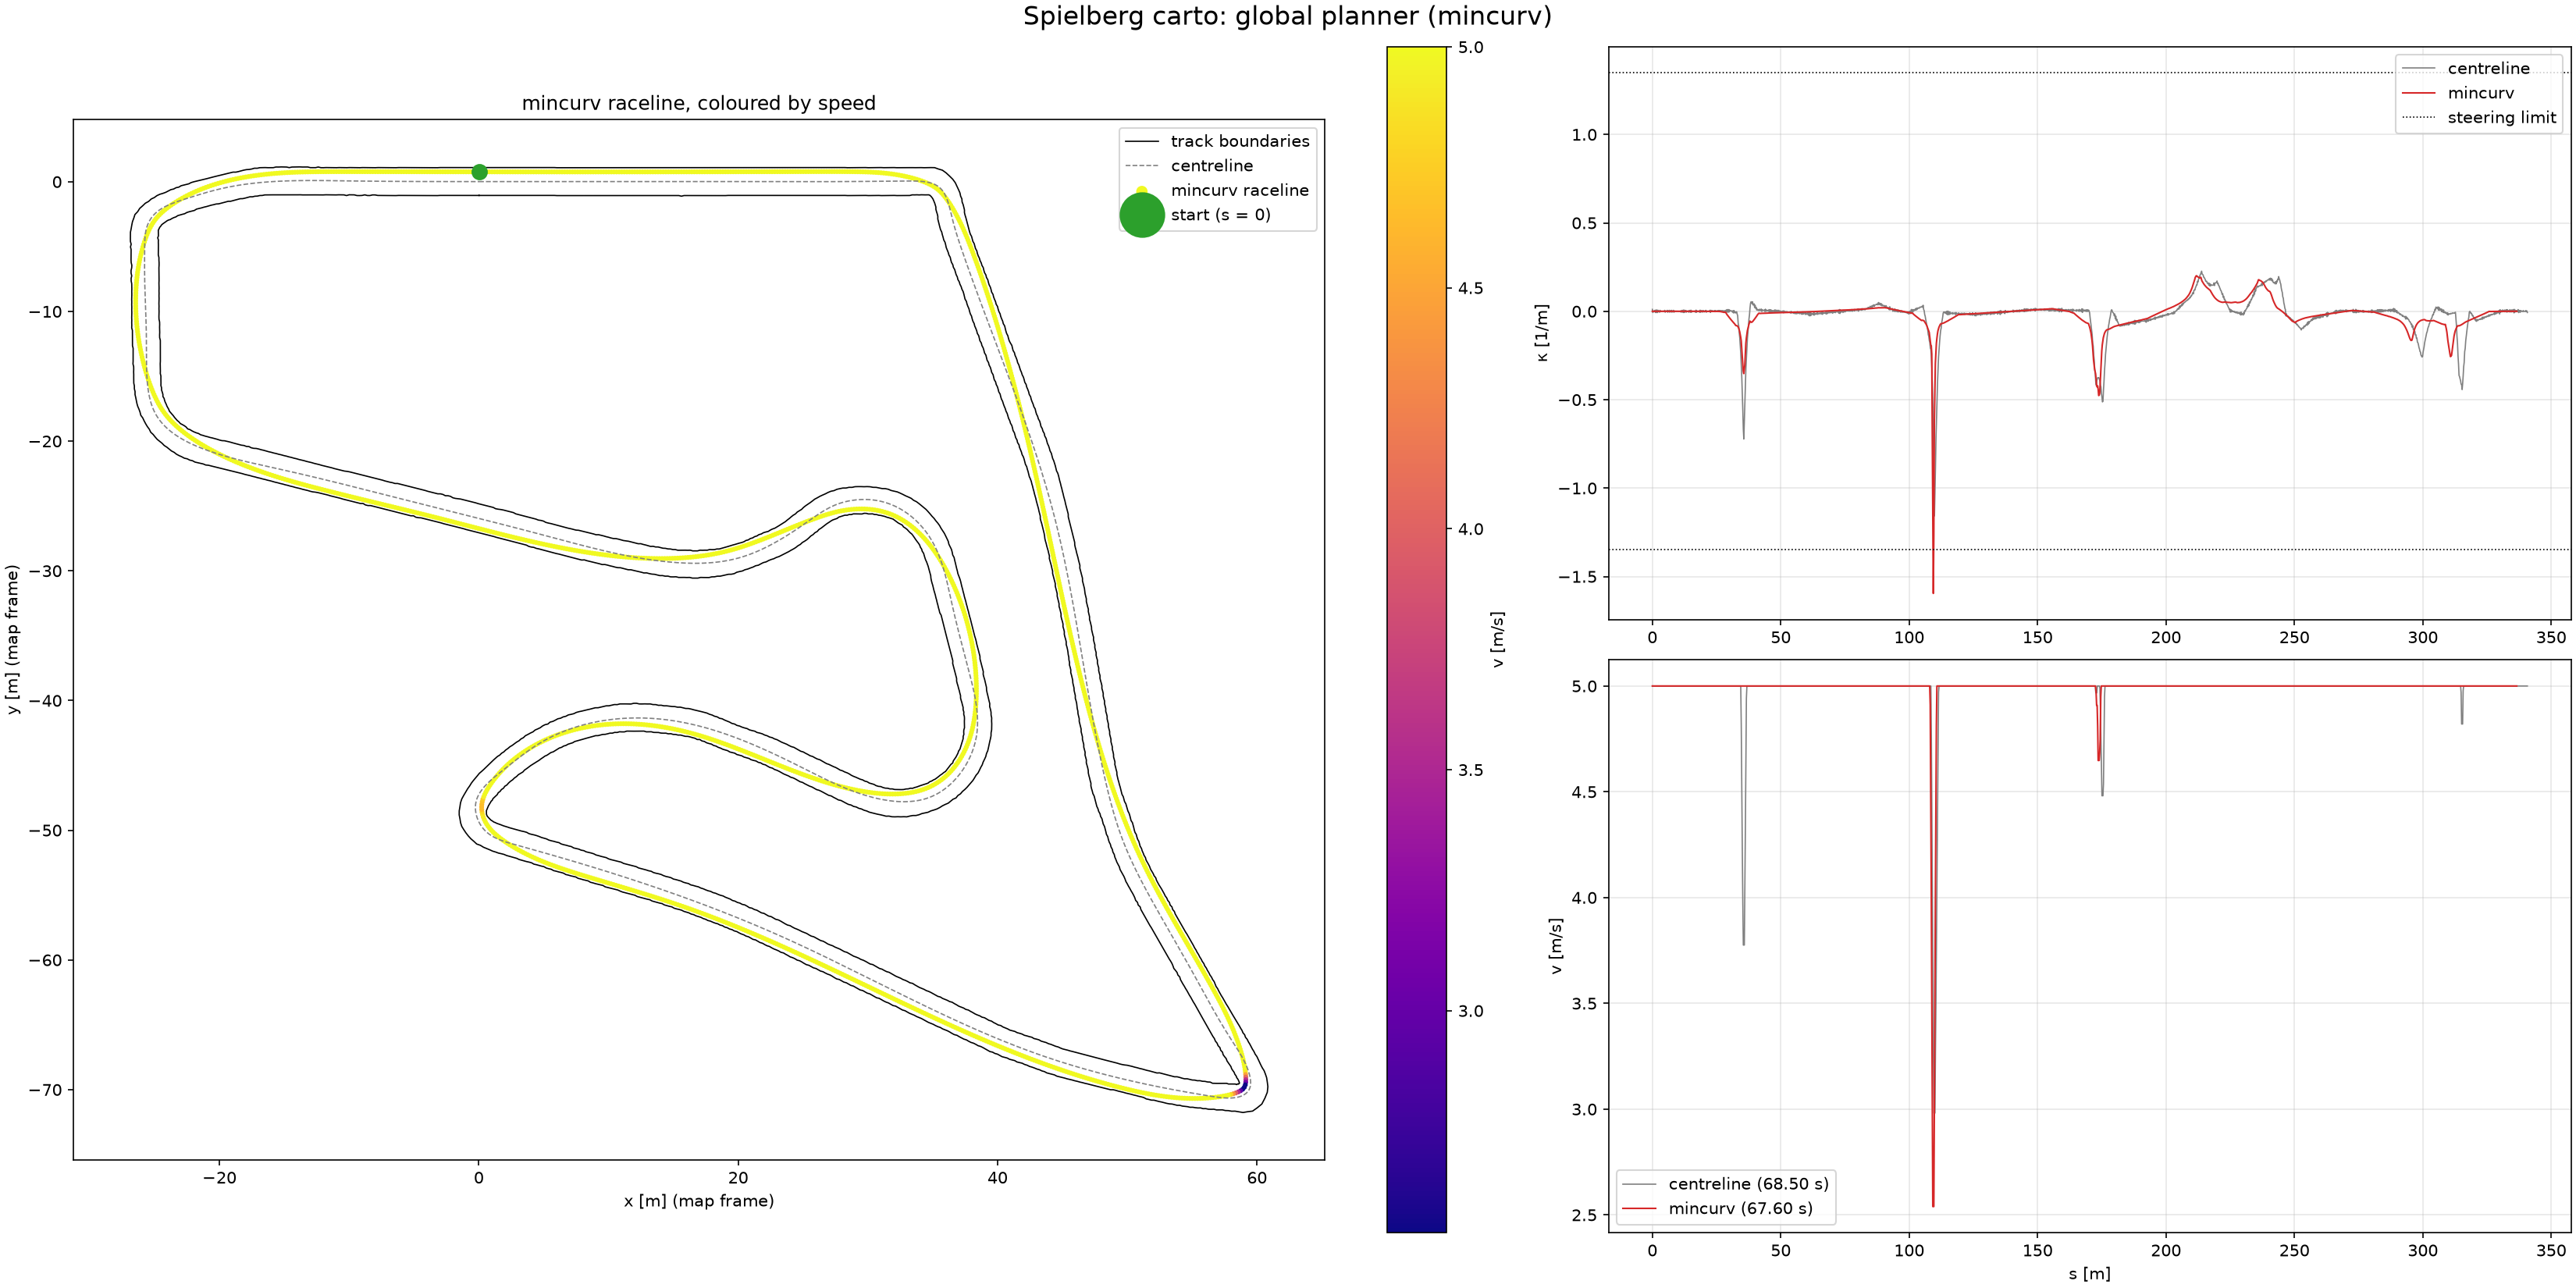 Spielberg carto: global planner (mincurv)
mincurv raceline, coloured by speed
track boundaries
centreline
mincurv raceline
start (s = 0)
0
−10
−20
−30
−40
−50
−60
−70
y [m] (map frame)
−20
0
20
40
60
x [m] (map frame)
5.0
4.5
4.0
3.5
3.0
v [m/s]
centreline
mincurv
steering limit
1.0
0.5
0.0
−0.5
−1.0
−1.5
κ [1/m]
0
50
100
150
200
250
300
350
5.0
4.5
4.0
3.5
3.0
2.5
v [m/s]
centreline (68.50 s)
mincurv (67.60 s)
0
50
100
150
200
250
300
350
s [m]